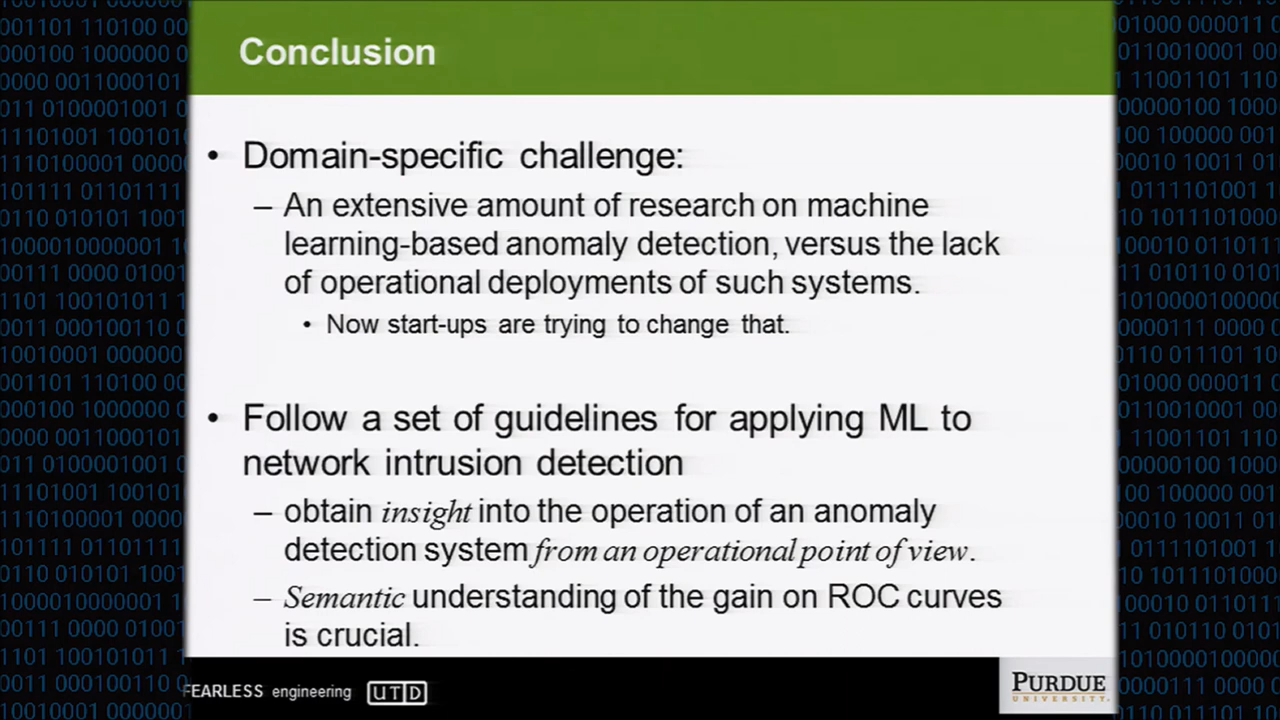 Conclusion
• Domain-specific challenge:
– An extensive amount of research on machine
learning-based anomaly detection, versus the lack
of operational deployments of such systems.
• Now start-ups are trying to change that.
• Follow a set of guidelines for applying ML to
network intrusion detection
– obtain insight into the operation of an anomaly
detection system from an operational point of view.
– Semantic understanding of the gain on ROC curves
is crucial.
FEARLESS engineering UTD
PURDUE
UNIVERSITY